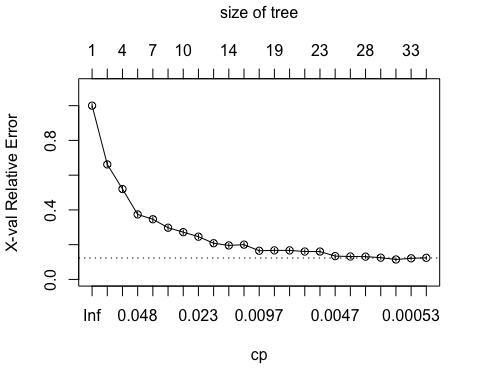 size of tree
1 4 7 10 14 19 23 28 33
X-val Relative Error
0.8
0.4
0.0
Inf 0.048 0.023 0.0097 0.0047 0.00053
cp